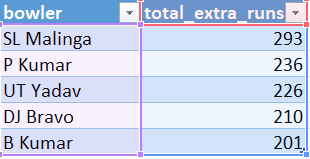 bowler total_extra_runs
SL Malinga 293
P Kumar 236
UT Yadav 226
DJ Bravo 210
B Kumar 201